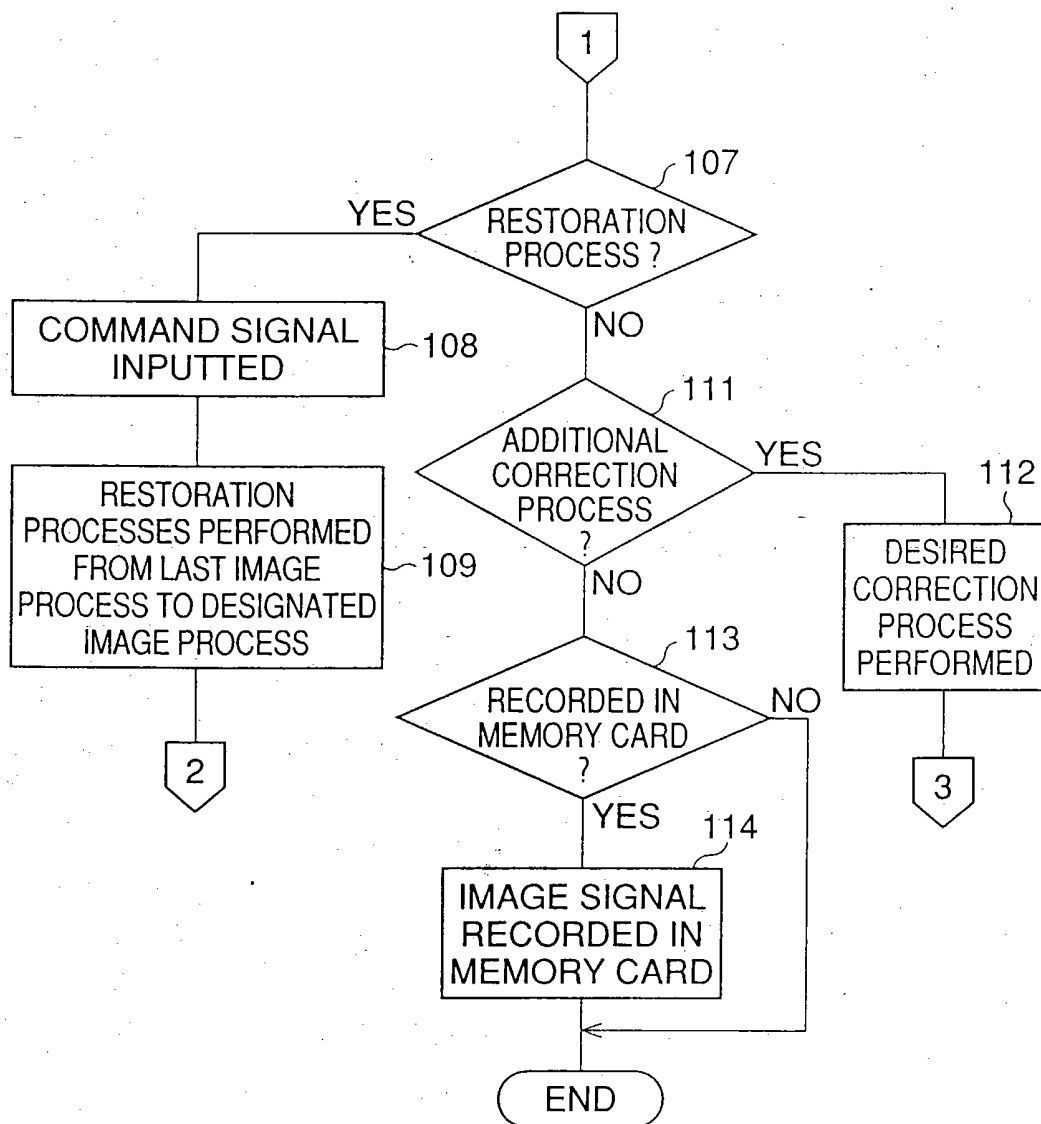 1
107
YES
RESTORATION
PROCESS ?
NO
COMMAND SIGNAL
INPUTTED
108
111
ADDITIONAL
CORRECTION
PROCESS
?
YES
NO
112
RESTORATION
PROCESSES PERFORMED
FROM LAST IMAGE
PROCESS TO DESIGNATED
IMAGE PROCESS
109
DESIRED
CORRECTION
PROCESS
PERFORMED
113
RECORDED IN
MEMORY CARD
?
NO
YES
2
3
114
IMAGE SIGNAL
RECORDED IN
MEMORY CARD
END